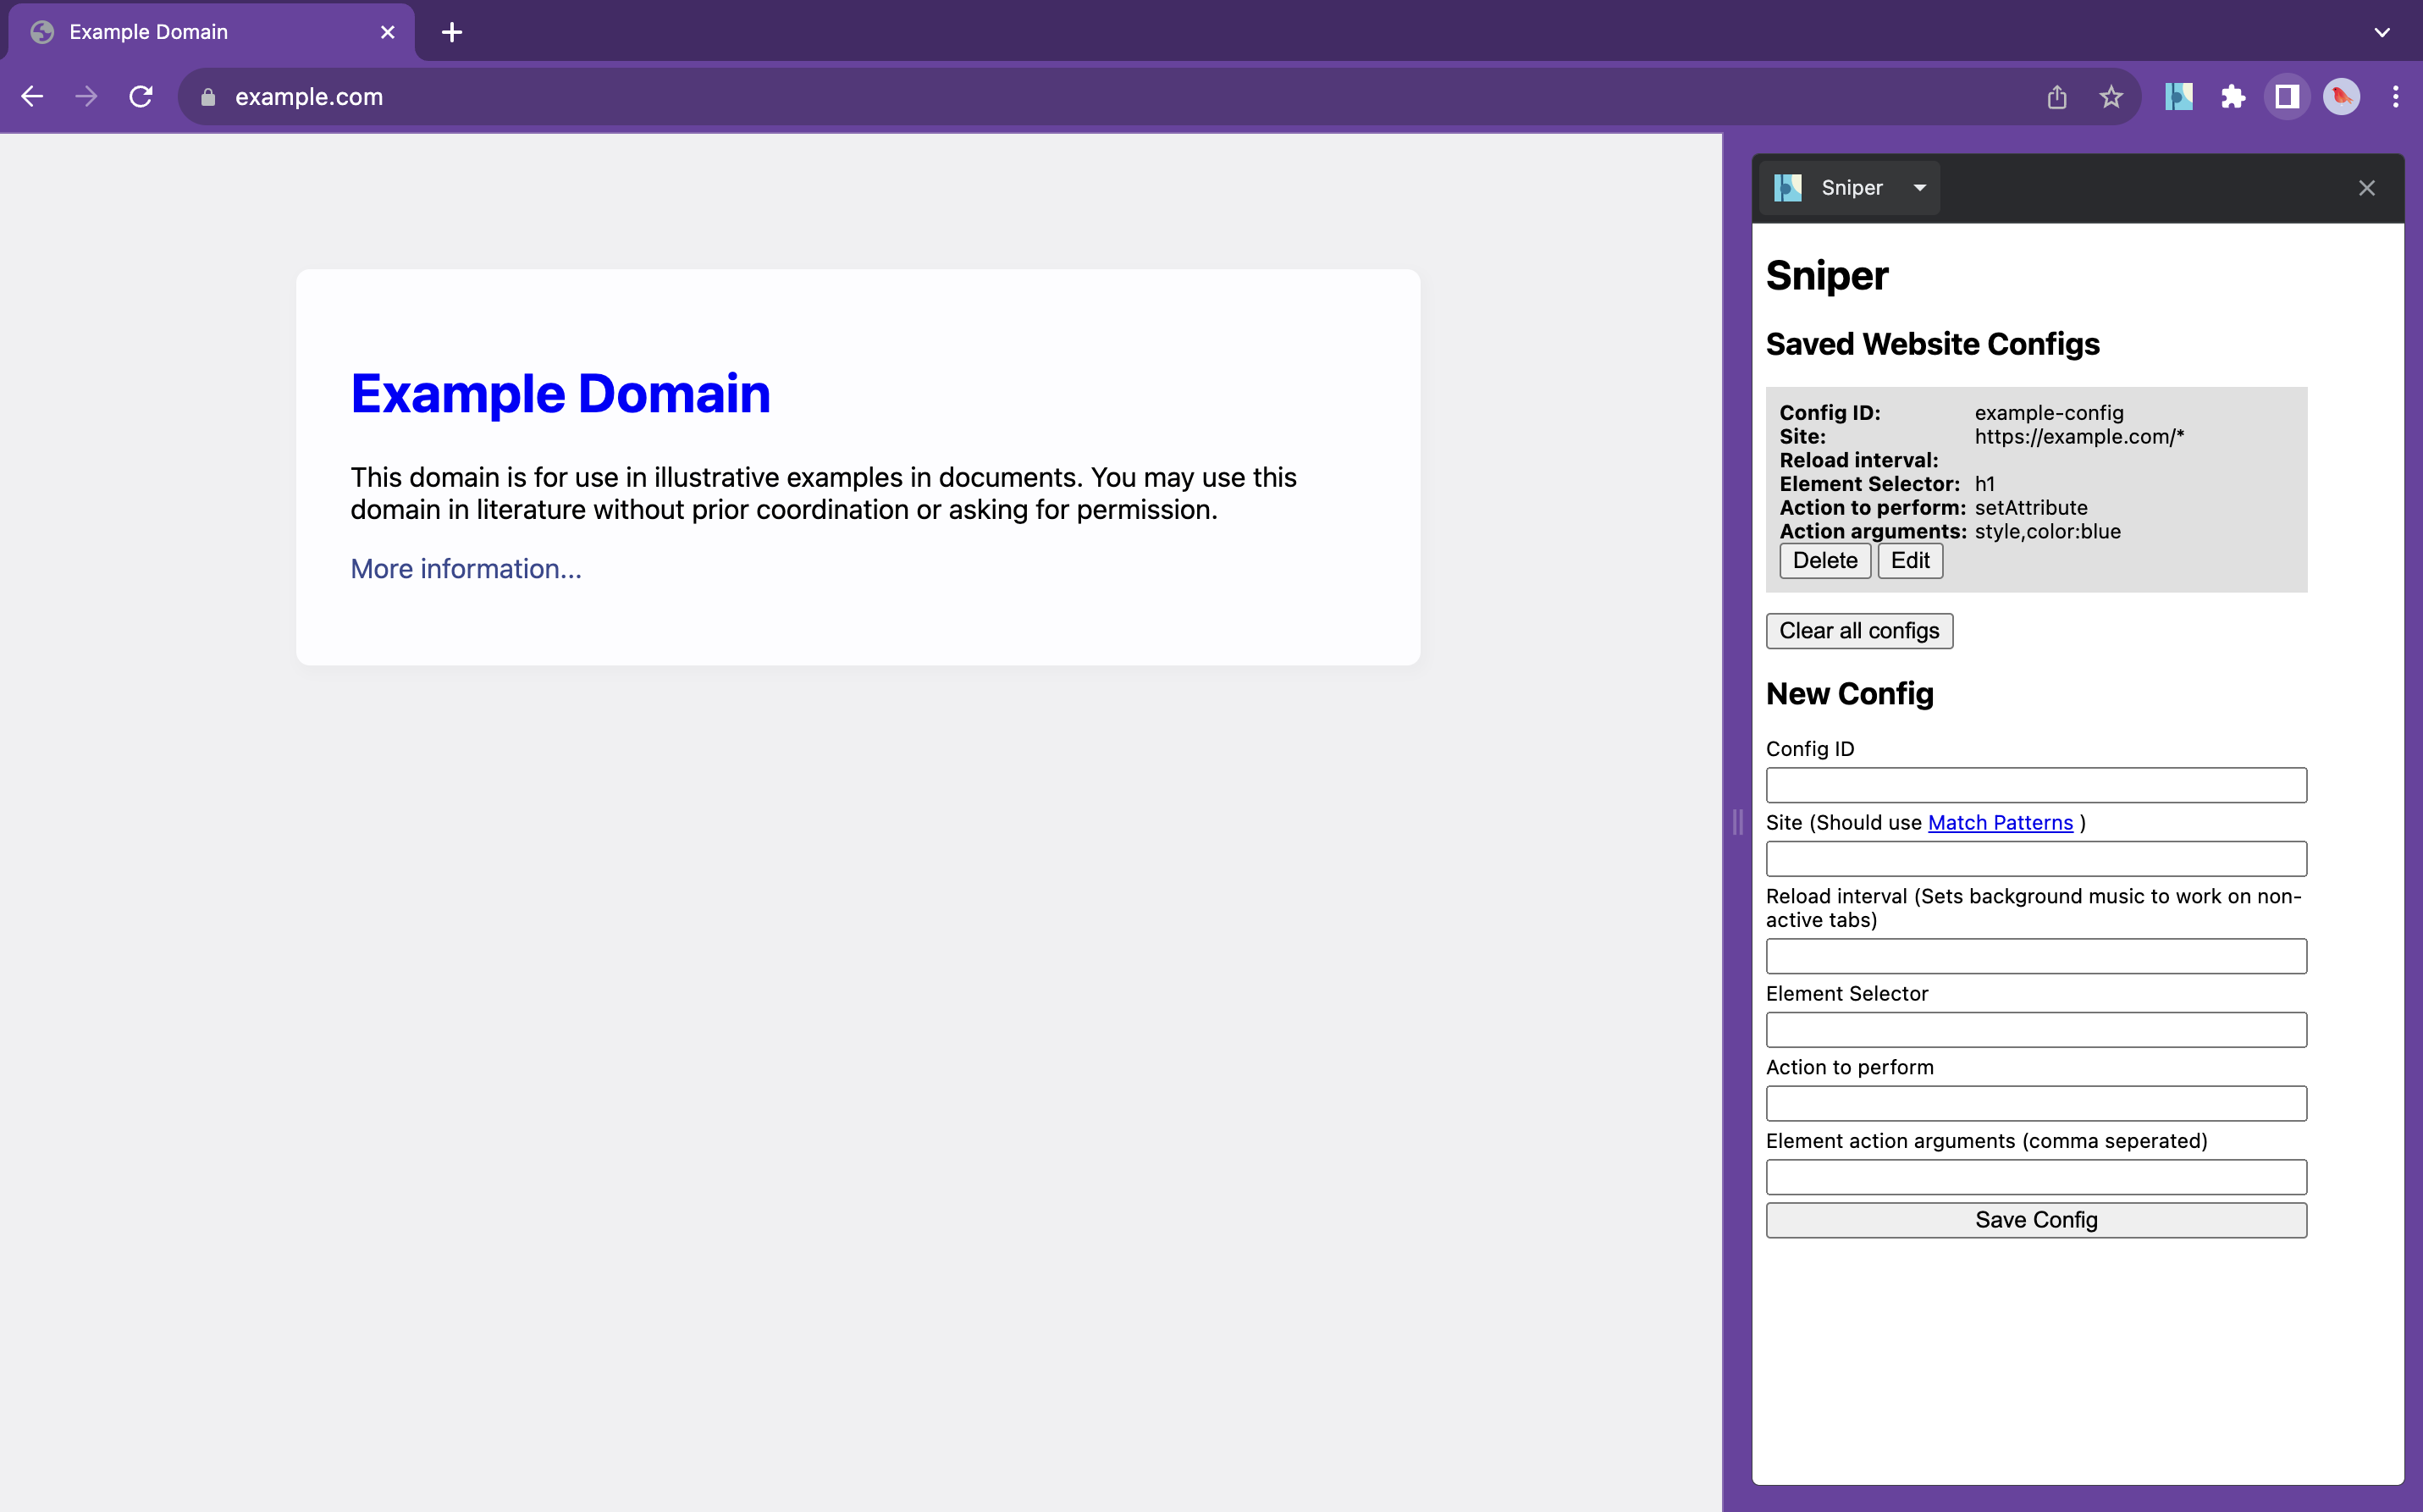 Example Domain
example.com
Example Domain
This domain is for use in illustrative examples in documents. You may use this
domain in literature without prior coordination or asking for permission.
More information...
Sniper
Sniper
Saved Website Configs
Config ID: example-config
Site: https://example.com/*
Reload interval:
Element Selector: h1
Action to perform: setAttribute
Action arguments: style,color:blue
Delete Edit
Clear all configs
New Config
Config ID
Site (Should use Match Patterns )
Reload interval (Sets background music to work on non-
active tabs)
Element Selector
Action to perform
Element action arguments (comma seperated)
Save Config